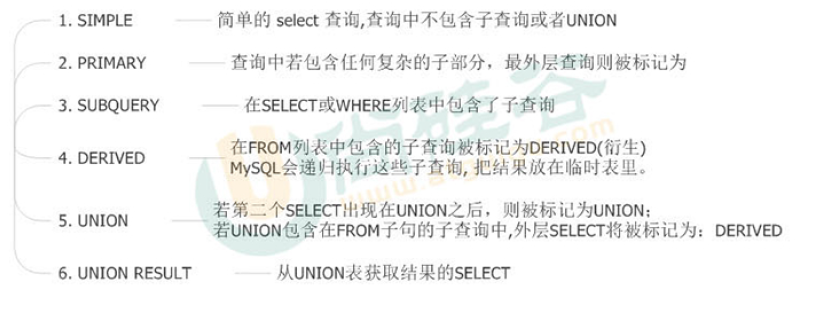 1. SIMPLE 简单的 select 查询,查询中不包含子查询或者UNION
2. PRIMARY 查询中若包含任何复杂的子部分，最外层查询则被标记为
3. SUBQUERY 在SELECT或WHERE列表中包含了子查询
4. DERIVED 在FROM列表中包含的子查询被标记为DERIVED(衍生)
MySQL会递归执行这些子查询, 把结果放在临时表里。
5. UNION 若第二个SELECT出现在UNION之后，则被标记为UNION；
若UNION包含在FROM子句的子查询中,外层SELECT将被标记为：DERIVED
6. UNION RESULT 从UNION表获取结果的SELECT